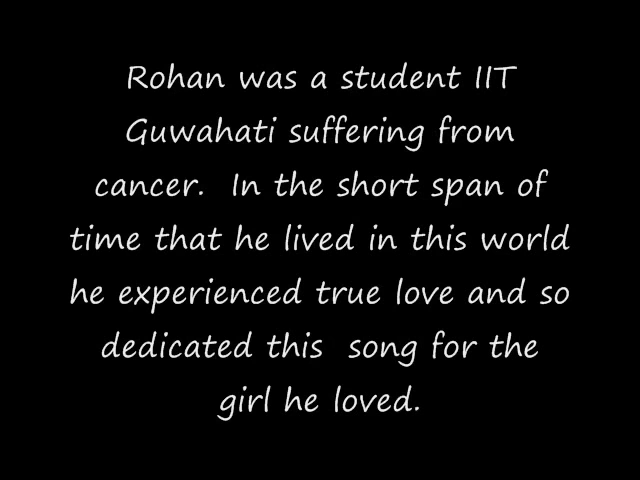 Rohan was a student IIT
Guwahati suffering from
cancer.  In the short span of
time that he lived in this world
he experienced true love and so
dedicated this  song for the
girl he loved.